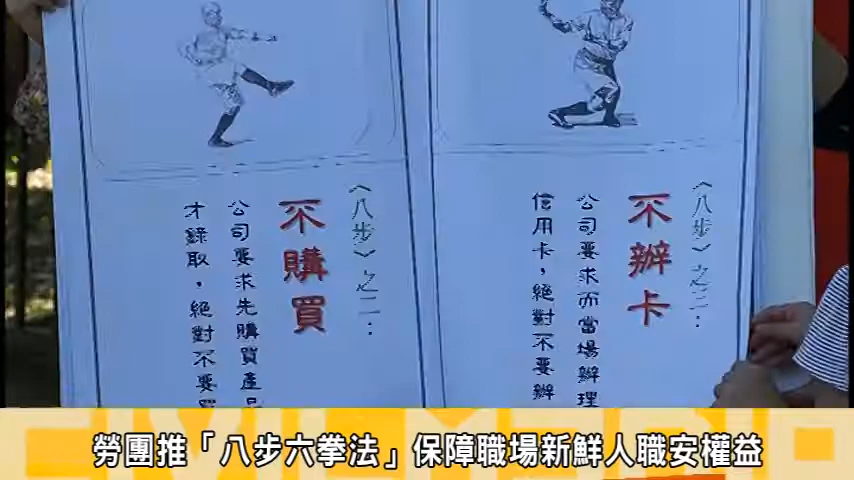 〈八步〉之二：
不購買
公司要求先購買產品
才錄取，絕對不要買
〈八步〉之三：
不辦卡
公司要求而當場辦理
信用卡，絕對不要辦
勞團推「八步六拳法」保障職場新鮮人職安權益